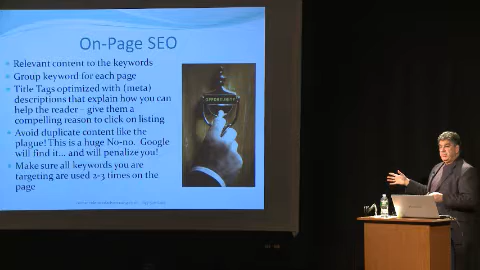 On-Page SEO
Relevant content to the keywords
Group keyword for each page
Title Tags optimized with (meta)
descriptions that explain how you can
help the reader – give them a
compelling reason to click on listing
Avoid duplicate content like the
plague! This is a huge No-no. Google
will find it... and will penalize you!
Make sure all keywords you are
targeting are used 2-3 times on the
page
OPPORTUNITY